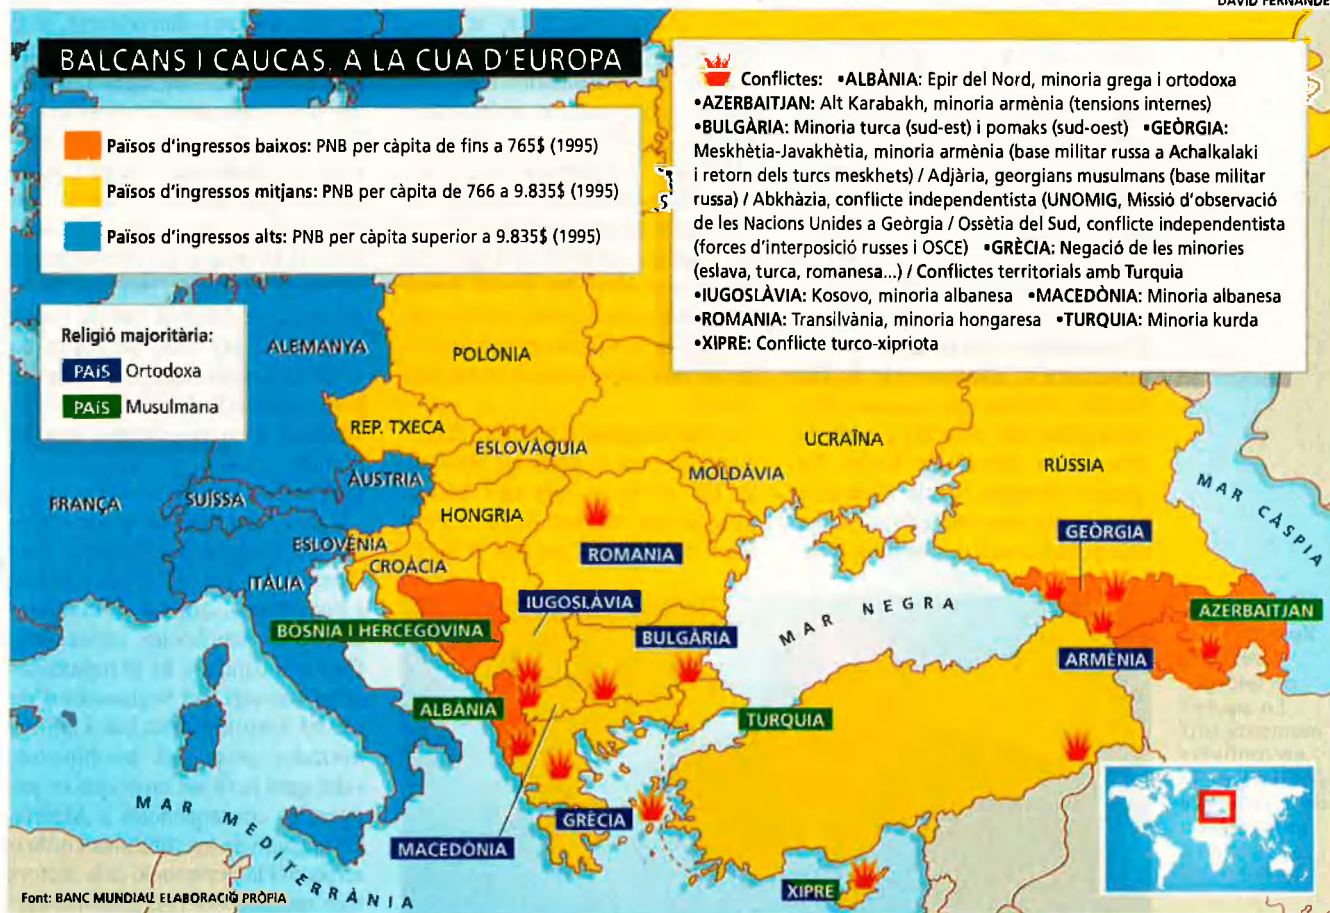 DAVID FERNÁNDE
BALCANS I CAUCAS, A LA CUA D'EUROPA
Països d'ingressos baixos: PNB per càpita de fins a 765$ (1995)
Països d'ingressos mitjans: PNB per càpita de 766 a 9.835$ (1995)
Països d'ingressos alts: PNB per càpita superior a 9.835$ (1995)
Religió majoritària:
PAíS Ortodoxa
PAíS Musulmana
Conflictes: •ALBÀNIA: Epir del Nord, minoria grega i ortodoxa
•AZERBAITJAN: Alt Karabakh, minoria armènia (tensions internes)
•BULGÀRIA: Minoria turca (sud-est) i pomaks (sud-oest) •GEÒRGIA:
Meskhètia-Javakhètia, minoria armènia (base militar russa a Achalkalaki
i retorn dels turcs meskhets) / Adjària, georgians musulmans (base militar
russa) / Abkhàzia, conflicte independentista (UNOMIG, Missió d'observació
de les Nacions Unides a Geòrgia / Ossètia del Sud, conflicte independentista
(forces d'interposició russes i OSCE) •GRÈCIA: Negació de les minories
(eslava, turca, romanesa...) / Conflictes territorials amb Turquia
•IUGOSLÀVIA: Kosovo, minoria albanesa •MACEDÒNIA: Minoria albanesa
•ROMANIA: Transilvània, minoria hongaresa •TURQUIA: Minoria kurda
•XIPRE: Conflicte turco-xipriota
ALEMANYA
POLÒNIA
REP. TXECA
ESLOVÀQUIA
UCRAÏNA
RÚSSIA
MOLDÀVIA
ÀUSTRIA
FRANÇA
SUÏSSA
HONGRIA
MAR CÀSPIA
ESLOVÈNIA
CROÀCIA
ROMANIA
GEÒRGIA
ITÀLIA
IUGOSLÀVIA
MAR NEGRA
AZERBAITJAN
BÒSNIA I HERCEGOVINA
BULGÀRIA
ARMÈNIA
ALBÀNIA
TURQUIA
MAR MEDITERRÀNIA
GRÈCIA
MACEDÒNIA
XIPRE
Font: BANC MUNDIAL/ ELABORACIÓ PRÒPIA